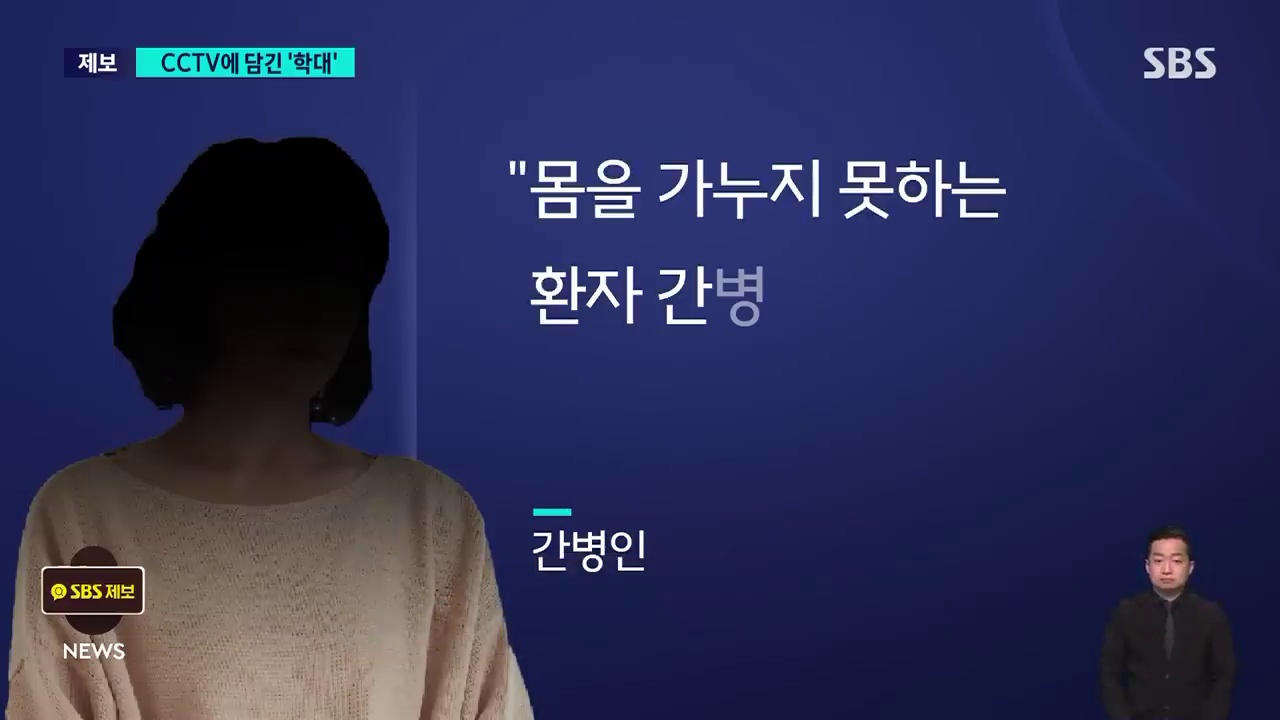 제보 CCTV에 담긴 '학대'
SBS
"몸을 가누지 못하는
환자 간병
간병인
SBS 제보
NEWS